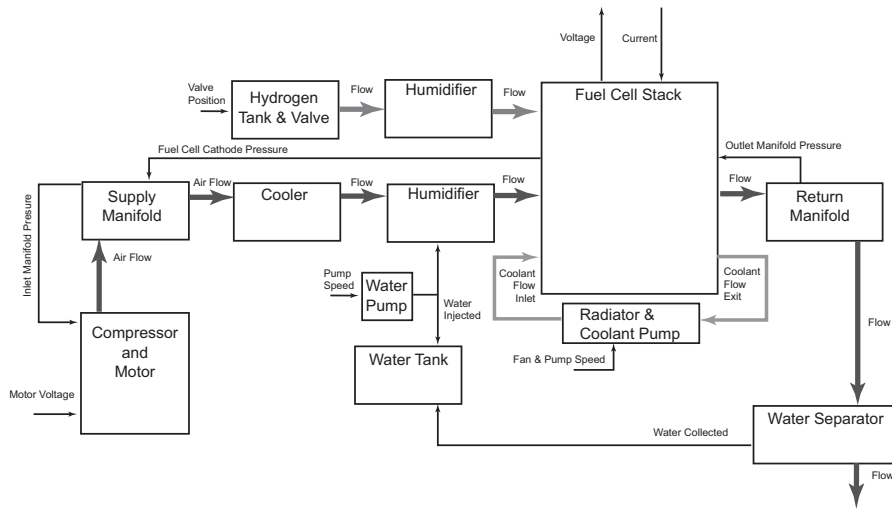 Voltage
Current
Valve
Position
Hydrogen
Tank & Valve
Flow
Humidifier
Flow
Fuel Cell Stack
Fuel Cell Cathode Pressure
Outlet Manifold Pressure
Inlet Manifold Presure
Supply
Manifold
Air Flow
Cooler
Flow
Humidifier
Flow
Flow
Return
Manifold
Air Flow
Pump
Speed
Water
Pump
Water
Injected
Coolant
Flow
Inlet
Coolant
Flow
Exit
Radiator &
Coolant Pump
Fan & Pump Speed
Flow
Compressor
and
Motor
Motor Voltage
Water Tank
Water Collected
Water Separator
Flow